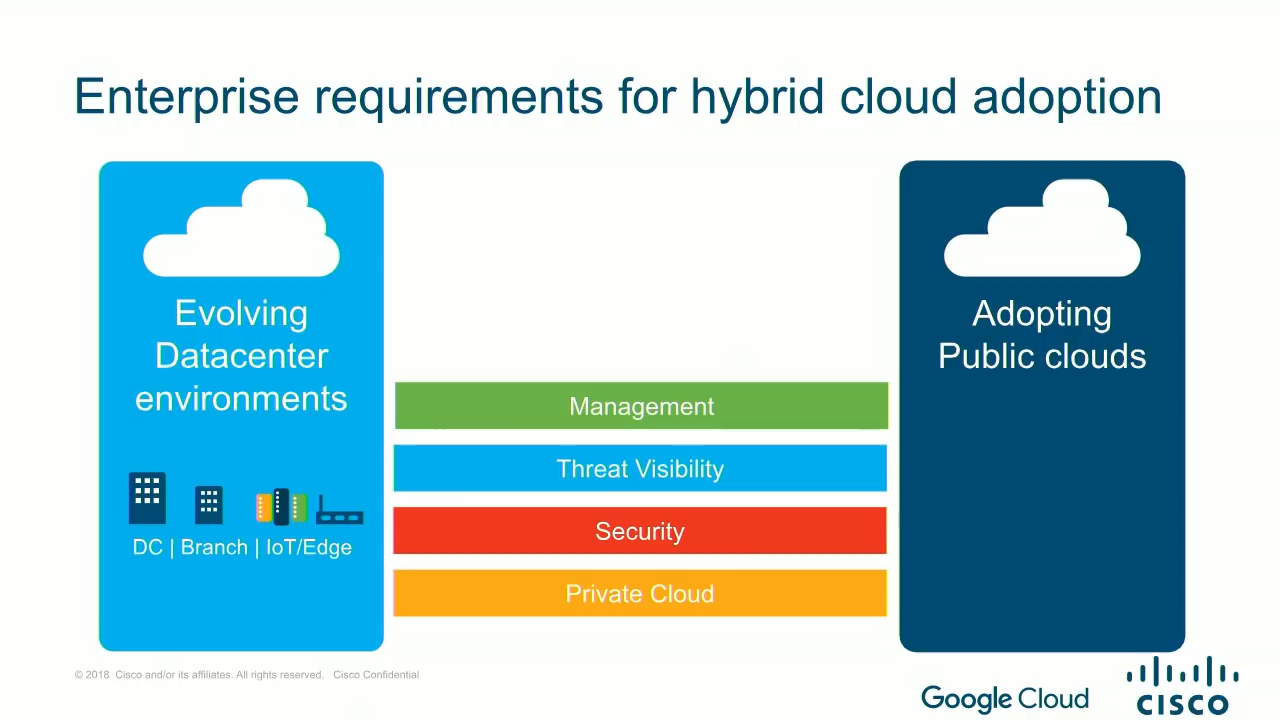 Enterprise requirements for hybrid cloud adoption
Evolving
Datacenter
environments
DC | Branch | IoT/Edge
Management
Threat Visibility
Security
Private Cloud
Adopting
Public clouds
© 2018 Cisco and/or its affiliates. All rights reserved. Cisco Confidential
Google Cloud
CISCO